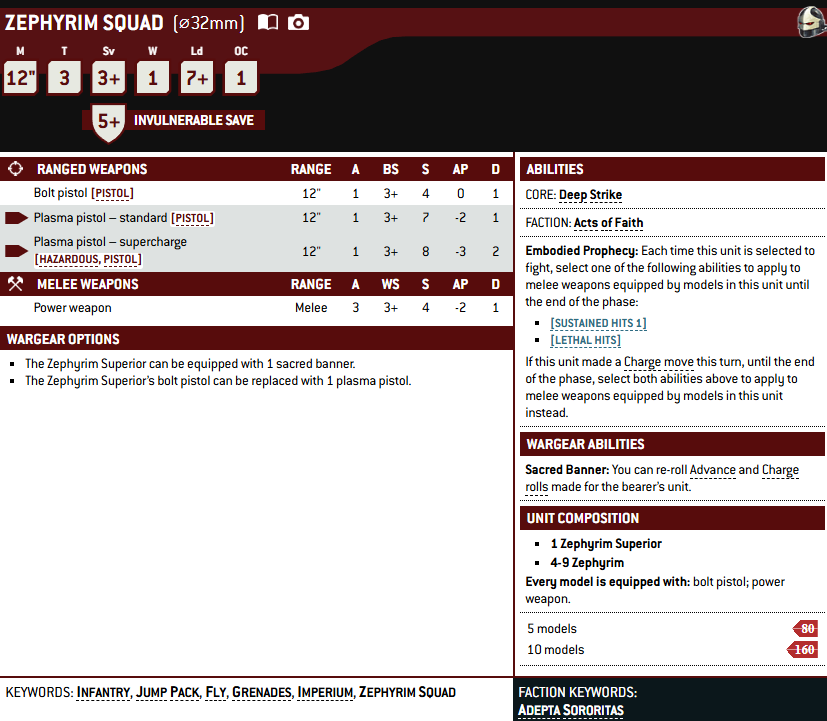 ZEPHYRIM SQUAD (⌀32mm)
M T Sv W Ld OC
12" 3 3+ 1 7+ 1
5+ INVULNERABLE SAVE
RANGED WEAPONS RANGE A BS S AP D
Bolt pistol [PISTOL] 12" 1 3+ 4 0 1
Plasma pistol – standard [PISTOL] 12" 1 3+ 7 -2 1
Plasma pistol – supercharge
[HAZARDOUS, PISTOL] 12" 1 3+ 8 -3 2
MELEE WEAPONS RANGE A WS S AP D
Power weapon Melee 3 3+ 4 -2 1
WARGEAR OPTIONS
▪ The Zephyrim Superior can be equipped with 1 sacred banner.
▪ The Zephyrim Superior's bolt pistol can be replaced with 1 plasma pistol.
ABILITIES
CORE: Deep Strike
FACTION: Acts of Faith
Embodied Prophecy: Each time this unit is selected to
fight, select one of the following abilities to apply to
melee weapons equipped by models in this unit until
the end of the phase:
▪ [SUSTAINED HITS 1]
▪ [LETHAL HITS]
If this unit made a Charge move this turn, until the end
of the phase, select both abilities above to apply to
melee weapons equipped by models in this unit
instead.
WARGEAR ABILITIES
Sacred Banner: You can re-roll Advance and Charge
rolls made for the bearer's unit.
UNIT COMPOSITION
▪ 1 Zephyrim Superior
▪ 4-9 Zephyrim
Every model is equipped with: bolt pistol; power
weapon.
5 models 80
10 models 160
KEYWORDS: INFANTRY, JUMP PACK, FLY, GRENADES, IMPERIUM, ZEPHYRIM SQUAD
FACTION KEYWORDS:
ADEPTA SORORITAS